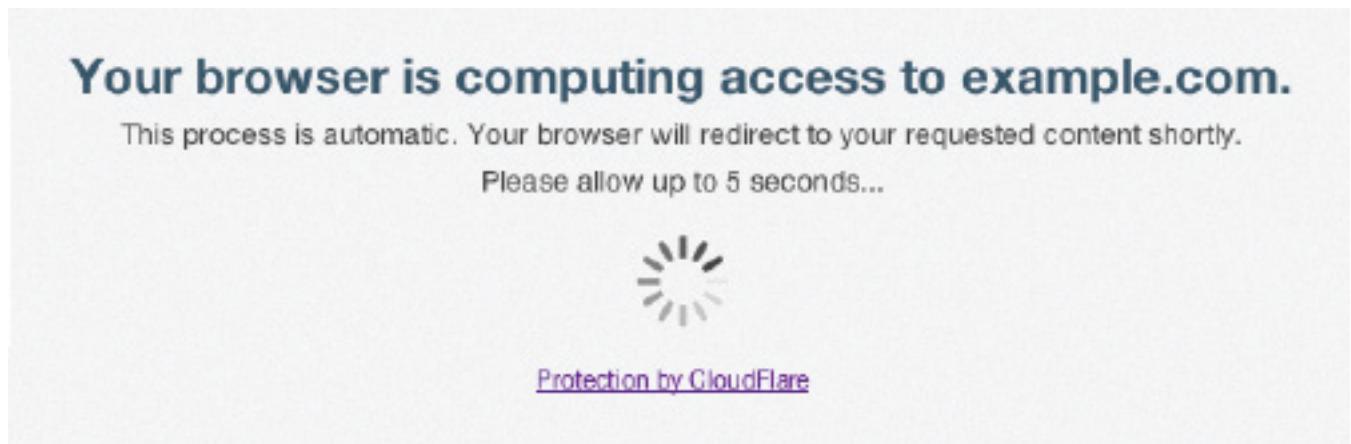 Your browser is computing access to example.com.
This process is automatic. Your browser will redirect to your requested content shortly.
Please allow up to 5 seconds...
Protection by CloudFlare